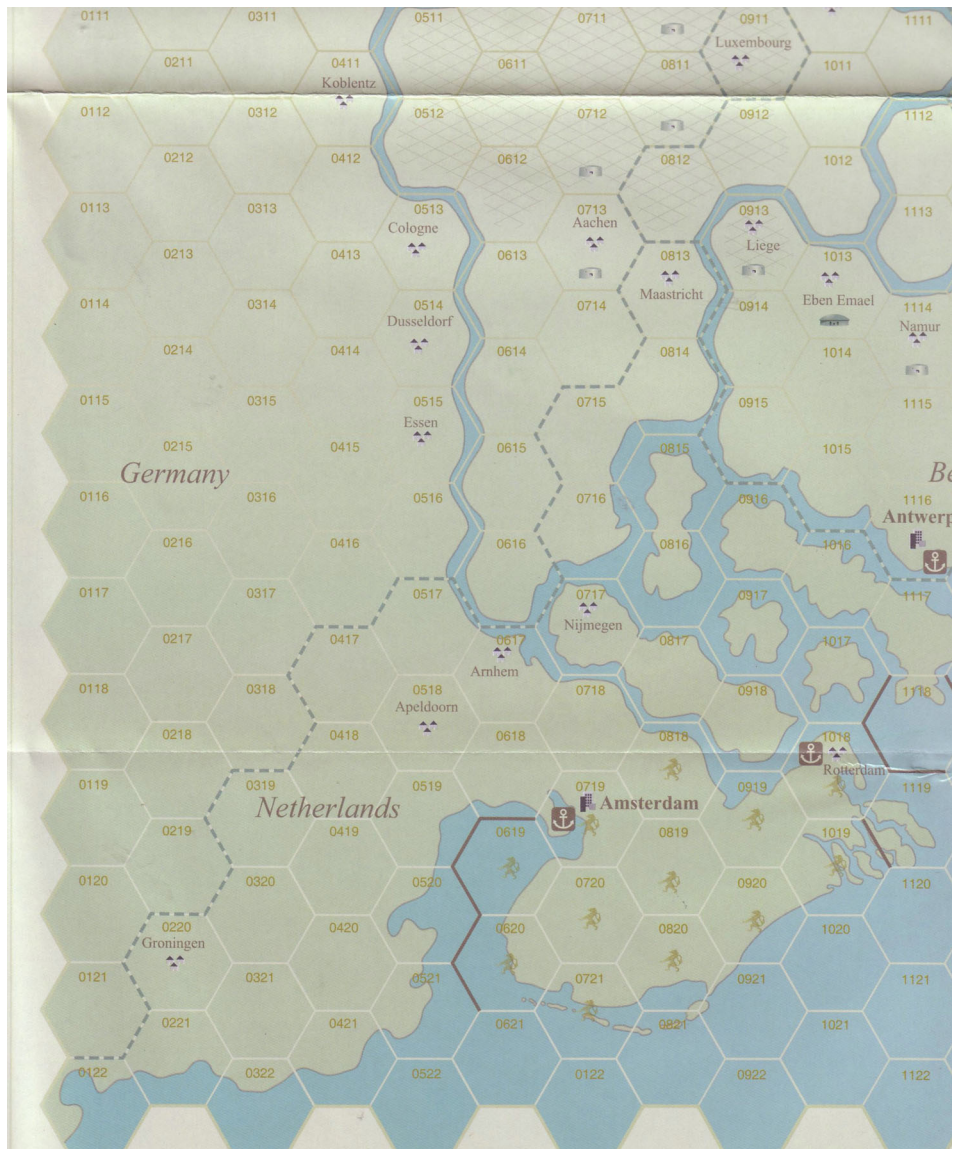 0111 0311 0511 0711 0911 1111
Luxembourg
0211 0411 0611 0811 1011
Koblentz
0112 0312 0512 0712 0912 1112
0212 0412 0612 0812 1012
0113 0313 0513 0713 0913 1113
Cologne Aachen
Liege
0213 0413 0613 0813 1013
Maastricht Eben Emael
0114 0314 0514 0714 0914 1114
Dusseldorf Namur
0214 0414 0614 0814 1014
0115 0315 0515 0715 0915 1115
Essen
0215 0415 0615 0815 1015
Germany Be
0116 0316 0516 0716 0916 1116
Antwerp
0216 0416 0616 0816 1016
0117 0317 0517 0717 0917 1117
Nijmegen
0217 0417 0617 0817 1017
Arnhem
0118 0318 0518 0718 0918 1118
Apeldoorn
0218 0418 0618 0818 1018
Rotterdam
0119 0319 0519 0719 0919 1119
Netherlands Amsterdam
0219 0419 0619 0819 1019
0120 0320 0520 0720 0920 1120
0220 0420 0620 0820 1020
Groningen
0121 0321 0521 0721 0921 1121
0221 0421 0621 0821 1021
0122 0322 0522 0122 0922 1122